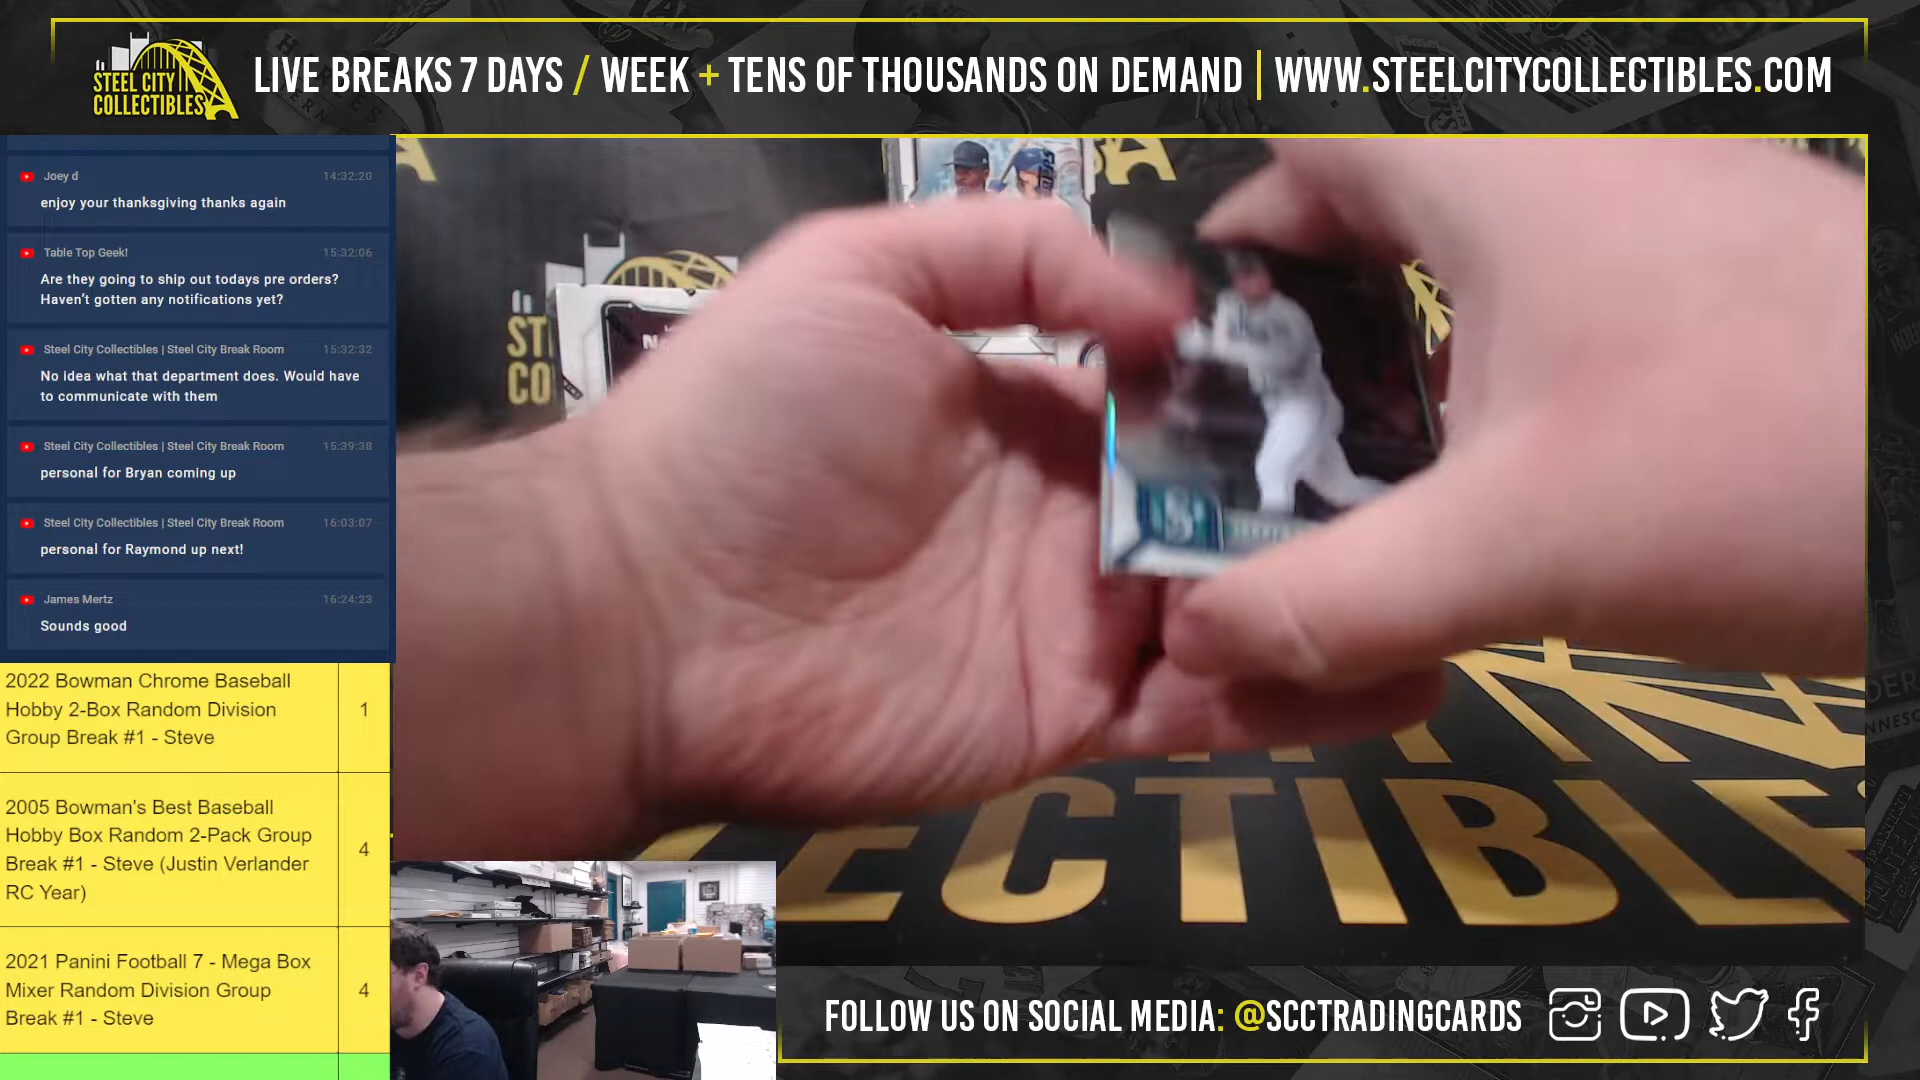 STEEL CITY
COLLECTIBLES
LIVE BREAKS 7 DAYS / WEEK + TENS OF THOUSANDS ON DEMAND | WWW.STEELCITYCOLLECTIBLES.COM
Joey d 14:32:20
enjoy your thanksgiving thanks again
Table Top Geek! 15:32:06
Are they going to ship out todays pre orders?
Haven't gotten any notifications yet?
Steel City Collectibles | Steel City Break Room 15:32:32
No idea what that department does. Would have
to communicate with them
Steel City Collectibles | Steel City Break Room 15:39:38
personal for Bryan coming up
Steel City Collectibles | Steel City Break Room 16:03:07
personal for Raymond up next!
James Mertz 16:24:23
Sounds good
2022 Bowman Chrome Baseball
Hobby 2-Box Random Division
Group Break #1 - Steve
1
2005 Bowman's Best Baseball
Hobby Box Random 2-Pack Group
Break #1 - Steve (Justin Verlander
RC Year)
4
2021 Panini Football 7 - Mega Box
Mixer Random Division Group
Break #1 - Steve
4
ST
CO
ECTIBLE
FOLLOW US ON SOCIAL MEDIA: @SCCTRADINGCARDS